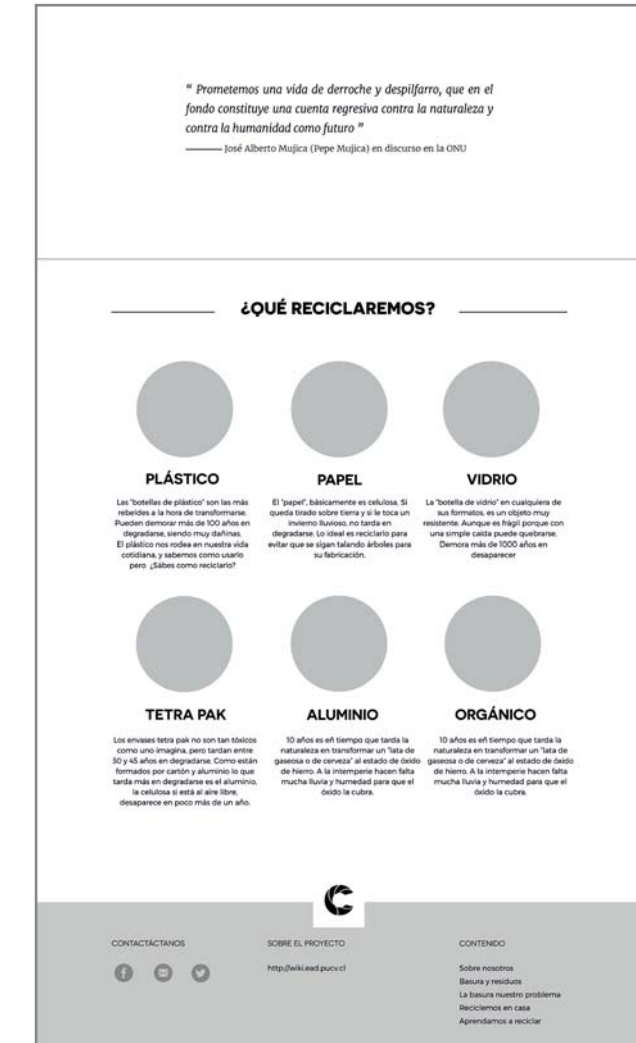 “ Prometemos una vida de derroche y despilfarro, que en el
fondo constituye una cuenta regresiva contra la naturaleza y
contra la humanidad como futuro ”
José Alberto Mujica (Pepe Mujica) en discurso en la ONU
¿QUÉ RECICLAREMOS?
PLÁSTICO
Las "botellas de plástico" son las más
rebeldes a la hora de transformarse.
Pueden demorar más de 100 años en
degradarse, siendo muy dañinas.
El plástico nos rodea en nuestra vida
cotidiana, y sabemos como usarlo
pero ¿Sábes como reciclarlo?
PAPEL
El "papel", básicamente es celulosa. Si
queda tirado sobre tierra y si le toca un
invierno lluvioso, no tarda en
degradarse. Lo ideal es reciclarlo para
evitar que se sigan talando árboles para
su fabricación.
VIDRIO
La "botella de vidrio" en cualquiera de
sus formatos, es un objeto muy
resistente. Aunque es frágil porque con
una simple caída puede quebrarse.
Demora más de 1000 años en
desaparecer
TETRA PAK
Los envases tetra pak no son tan tóxicos
como uno imagina, pero tardan entre
30 y 45 años en degradarse. Como están
formados por cartón y aluminio lo que
tarda más en degradarse es el aluminio,
la celulosa si está al aire libre,
desaparece en poco más de un año.
ALUMINIO
10 años es eñ tiempo que tarda la
naturaleza en transformar un "lata de
gaseosa o de cerveza" al estado de óxido
de hierro. A la intemperie hacen falta
mucha lluvia y humedad para que el
óxido la cubra.
ORGÁNICO
10 años es eñ tiempo que tarda la
naturaleza en transformar un "lata de
gaseosa o de cerveza" al estado de óxido
de hierro. A la intemperie hacen falta
mucha lluvia y humedad para que el
óxido la cubra.
CONTACTÁCTANOS
SOBRE EL PROYECTO
http://wiki.ead.pucv.cl
CONTENIDO
Sobre nosotros
Basura y residuos
La basura nuestro problema
Reciclemos en casa
Aprendamos a reciclar